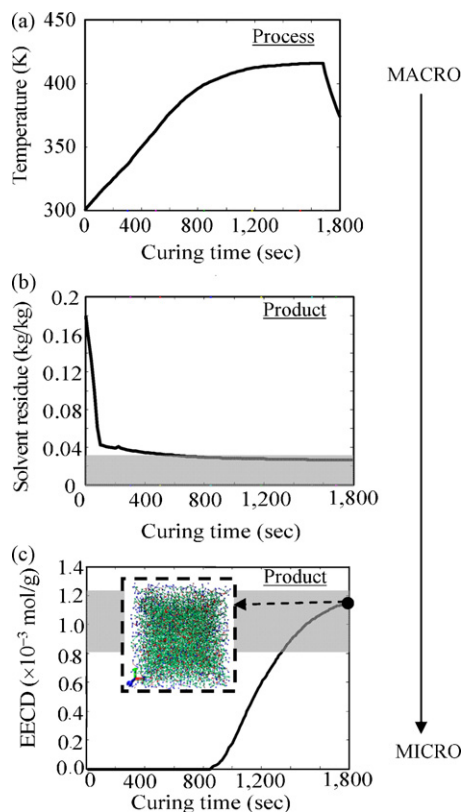 (a)
Temperature (K)
450
400
350
300
Process
0
400
800
1,200
1,800
Curing time (sec)
MACRO
(b)
Solvent residue (kg/kg)
0.2
0.16
0.12
0.08
0.04
0
Product
0
400
800
1,200
1,800
Curing time (sec)
(c)
EECD (×10⁻³ mol/g)
1.4
1.2
1.0
0.8
0.6
0.4
0.2
0.0
Product
0
400
800
1,200
1,800
Curing time (sec)
MICRO